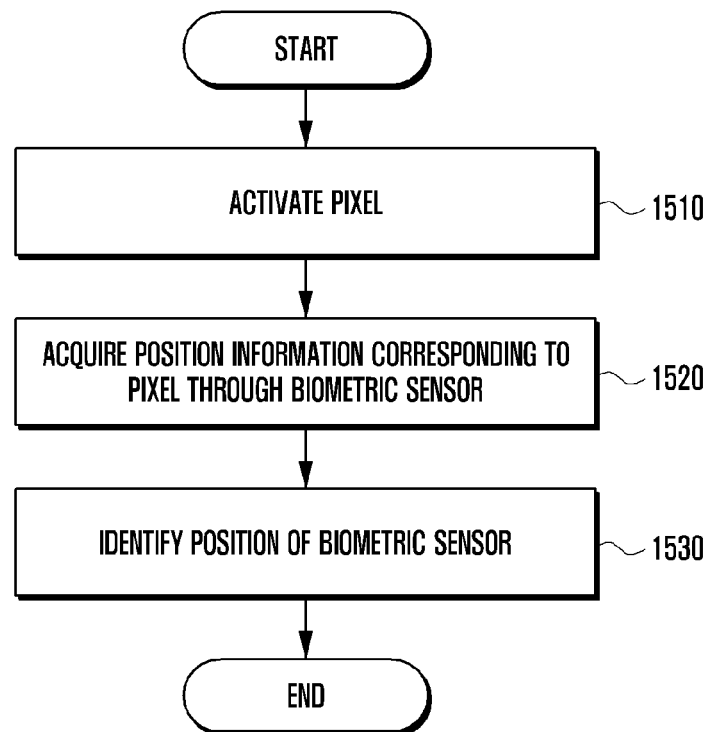 START
ACTIVATE PIXEL
1510
ACQUIRE POSITION INFORMATION CORRESPONDING TO
PIXEL THROUGH BIOMETRIC SENSOR
1520
IDENTIFY POSITION OF BIOMETRIC SENSOR
1530
END